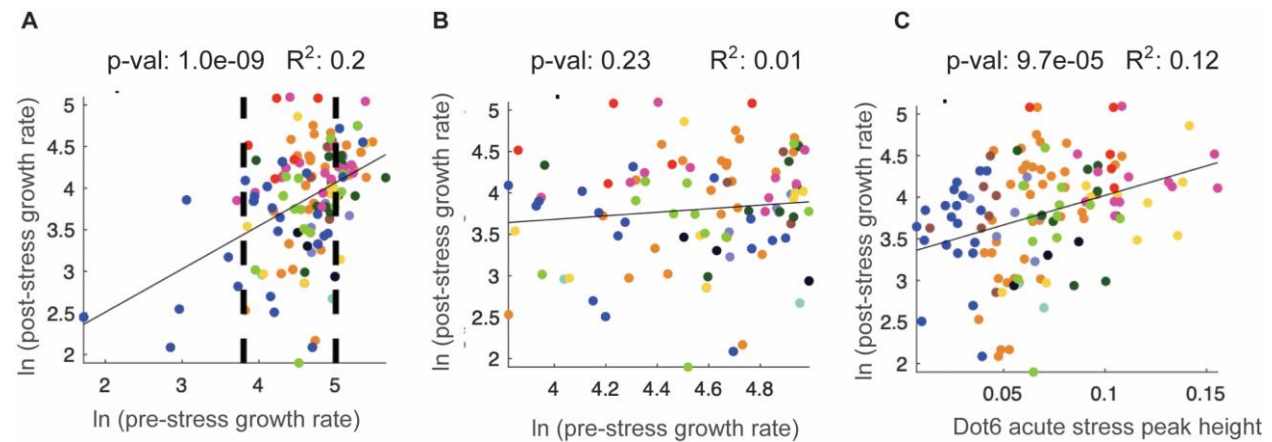 A
p-val: 1.0e-09 R²: 0.2
ln (post-stress growth rate)
5
4.5
4
3.5
3
2.5
2
2 3 4 5
ln (pre-stress growth rate)
B
p-val: 0.23 R²: 0.01
ln (post-stress growth rate)
5
4.5
4
3.5
3
2.5
2
4 4.2 4.4 4.6 4.8
ln (pre-stress growth rate)
C
p-val: 9.7e-05 R²: 0.12
ln (post-stress growth rate)
5
4.5
4
3.5
3
2.5
2
0.05 0.1 0.15
Dot6 acute stress peak height